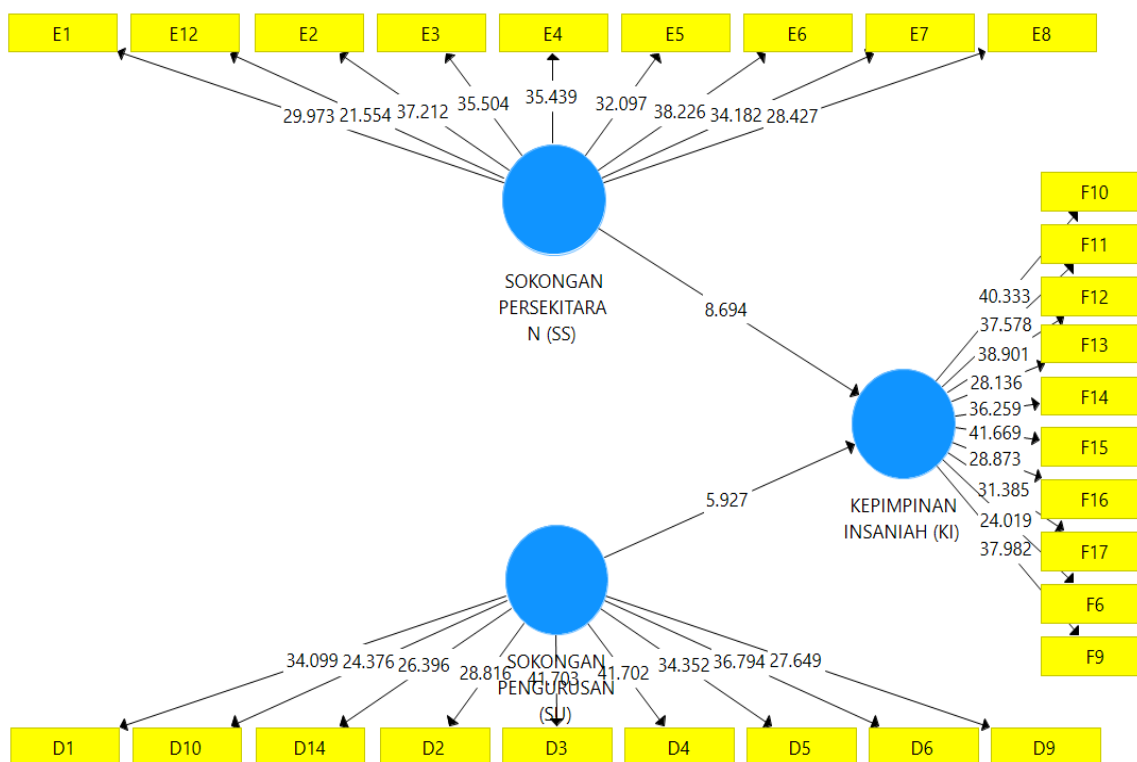 E1 E12 E2 E3 E4 E5 E6 E7 E8
29.973 21.554 37.212 35.504 35.439 32.097 38.226 34.182 28.427
SOKONGAN
PERSEKITARA
N (SS)
8.694
F10
F11
F12
F13
F14
F15
F16
F17
F6
F9
40.333
37.578
38.901
28.136
36.259
41.669
28.873
31.385
24.019
37.982
KEPIMPINAN
INSANIAH (KI)
5.927
SOKONGAN
PENGURUSAN
(SU)
34.099 24.376 26.396 28.816 41.703 41.702 34.352 36.794 27.649
D1 D10 D14 D2 D3 D4 D5 D6 D9